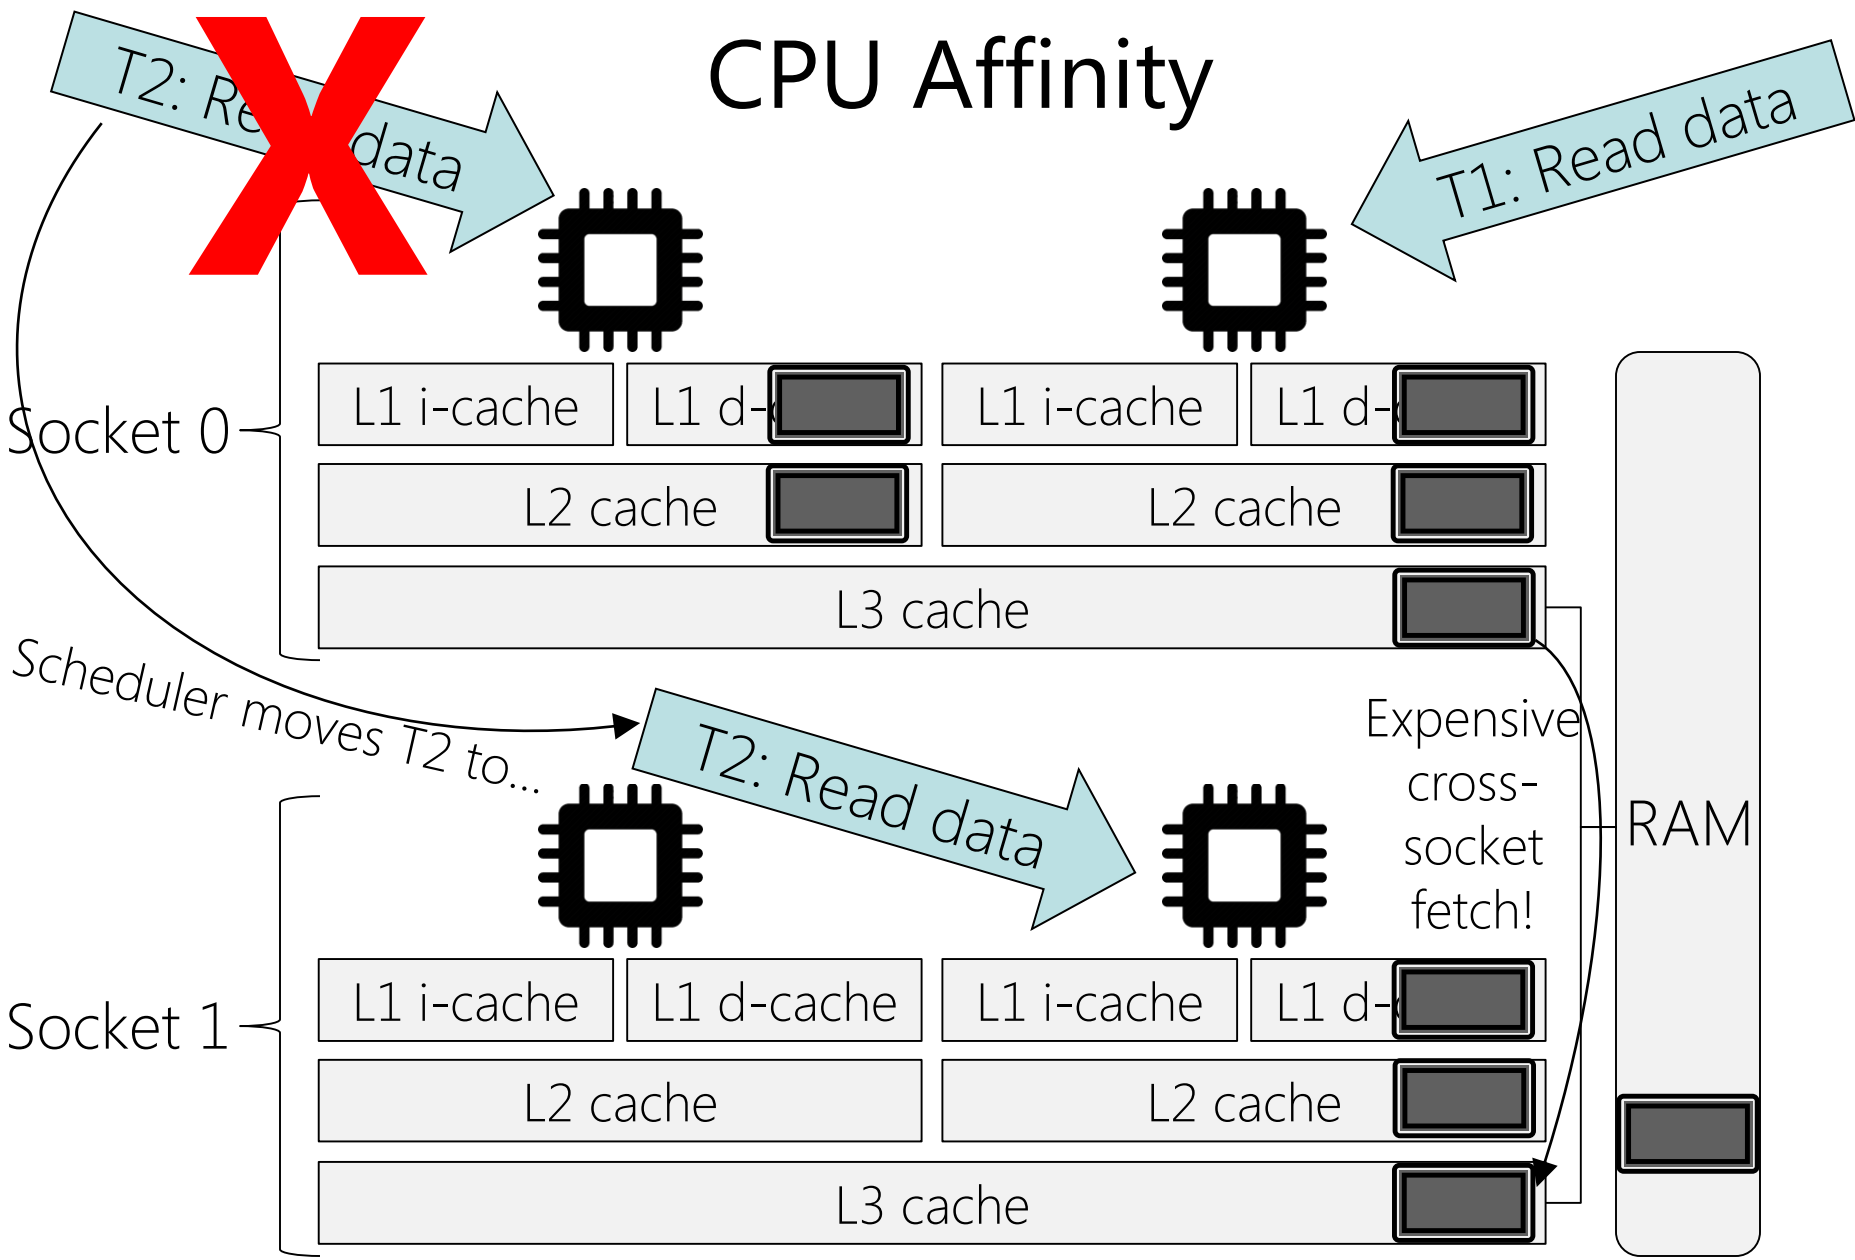 CPU Affinity
T2: Re data
T1: Read data
Socket 0
L1 i-cache
L1 d-
L1 i-cache
L1 d-
L2 cache
L2 cache
L3 cache
Scheduler moves T2 to...
T2: Read data
Expensive
cross-
socket
fetch!
RAM
Socket 1
L1 i-cache
L1 d-cache
L1 i-cache
L1 d-
L2 cache
L2 cache
L3 cache